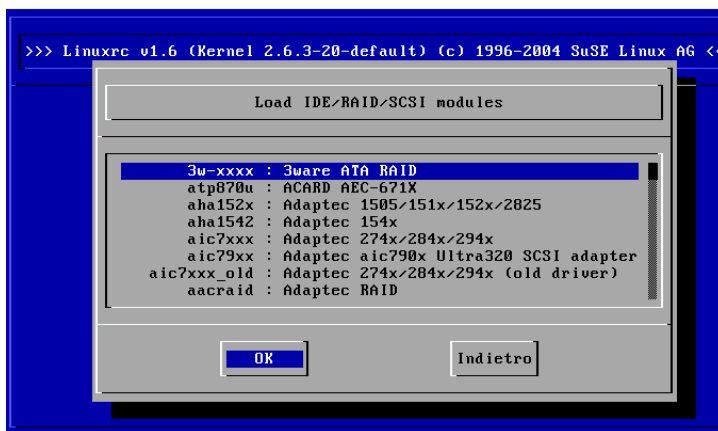 >>> Linuxrc v1.6 (Kernel 2.6.3-20-default) (c) 1996-2004 SuSE Linux AG <
Load IDE/RAID/SCSI modules
3w-xxxx : 3ware ATA RAID
atp870u : ACARD AEC-671X
aha152x : Adaptec 1505/151x/152x/2825
aha1542 : Adaptec 154x
aic7xxx : Adaptec 274x/284x/294x
aic79xx : Adaptec aic790x Ultra320 SCSI adapter
aic7xxx_old : Adaptec 274x/284x/294x (old driver)
aacraid : Adaptec RAID
OK Indietro